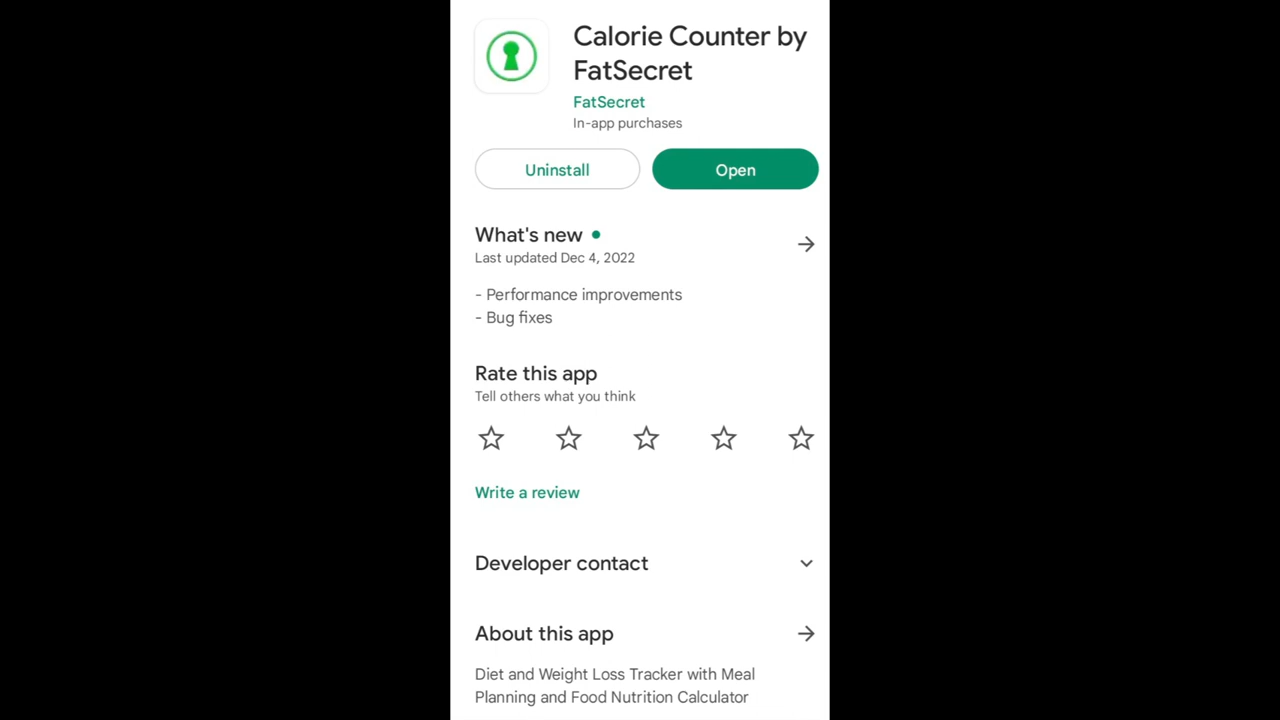 Calorie Counter by
FatSecret
FatSecret
In-app purchases
Uninstall
Open
What's new
Last updated Dec 4, 2022
- Performance improvements
- Bug fixes
Rate this app
Tell others what you think
Write a review
Developer contact
About this app
Diet and Weight Loss Tracker with Meal
Planning and Food Nutrition Calculator